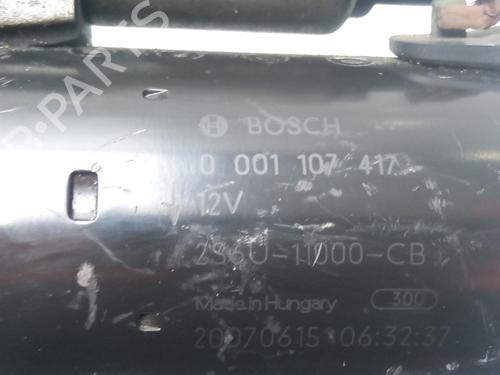 BOSCH
0 001 107 417
12V
2S6U-11000-CB
Made in Hungary 300
20070615 06:32:37